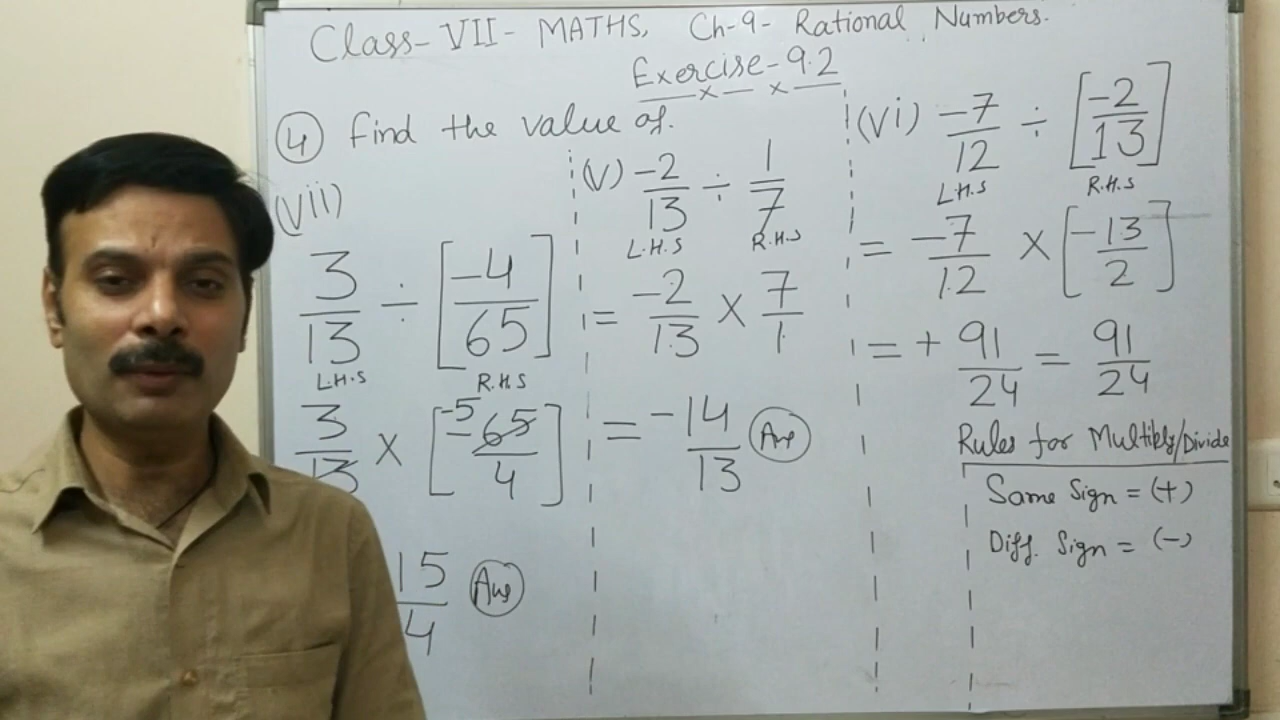 Class-VII- MATHS, Ch-9- Rational Numbers.
Exercise-9.2
④ Find the value of.
(vii)
3/13 ÷ [-4/65]
L.H.S R.H.S
3/13 × [-5 -65/4]
15/4 Ans
(v) -2/13 ÷ 1/7
L.H.S R.H.S
= -2/13 × 7/1
= -14/13 Ans
(vi) -7/12 ÷ [-2/13]
L.H.S R.H.S
= -7/12 × [-13/2]
= + 91/24 = 91/24
Rules for Multibly/Divide
Same Sign = (+)
Diff. Sign = (-)